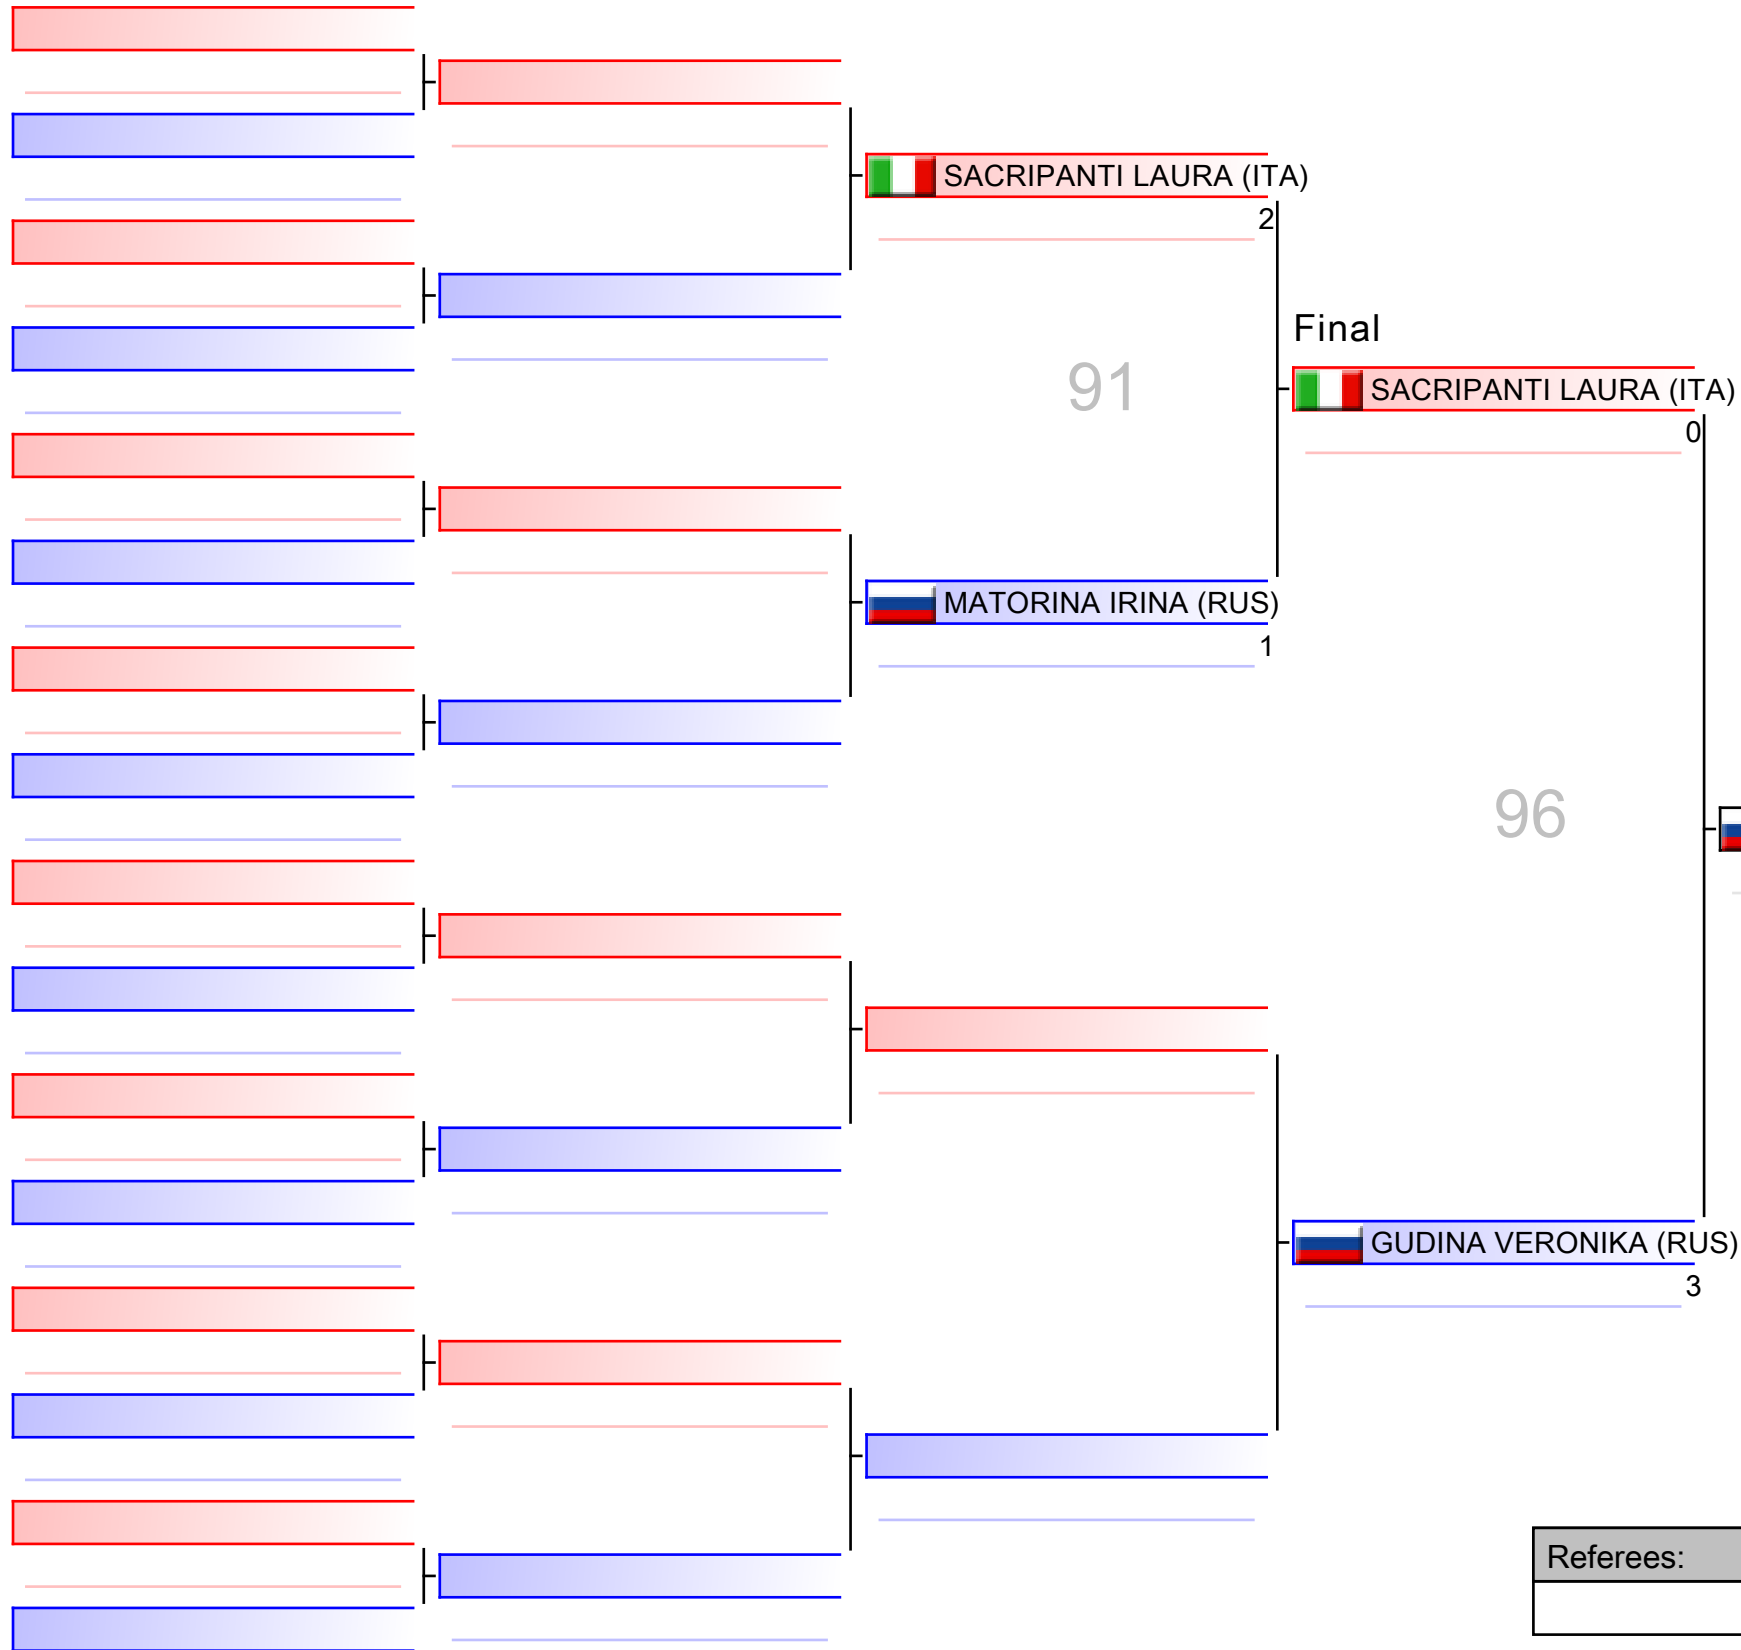 SACRIPANTI LAURA (ITA)
2
91
Final
SACRIPANTI LAURA (ITA)
0
MATORINA IRINA (RUS)
1
96
GUDINA VERONIKA (RUS)
3
Referees: